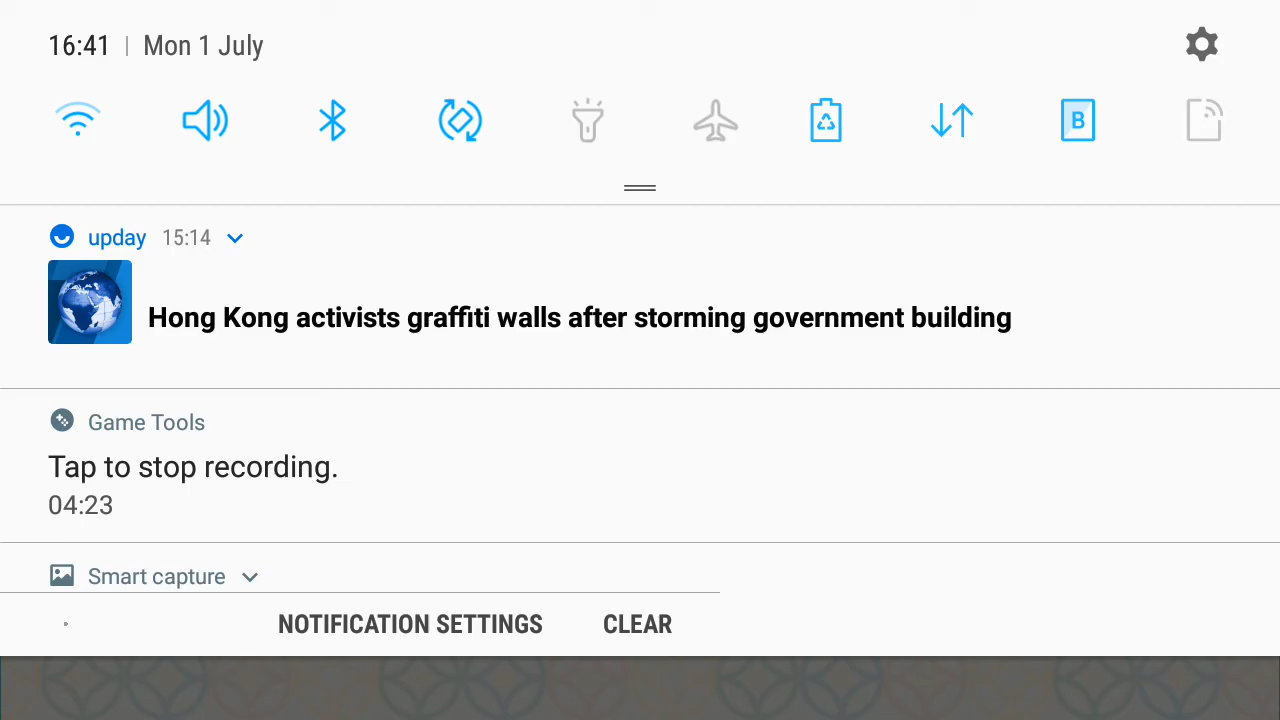 16:41 | Mon 1 July
B
upday 15:14
Hong Kong activists graffiti walls after storming government building
Game Tools
Tap to stop recording.
04:23
Smart capture
NOTIFICATION SETTINGS CLEAR